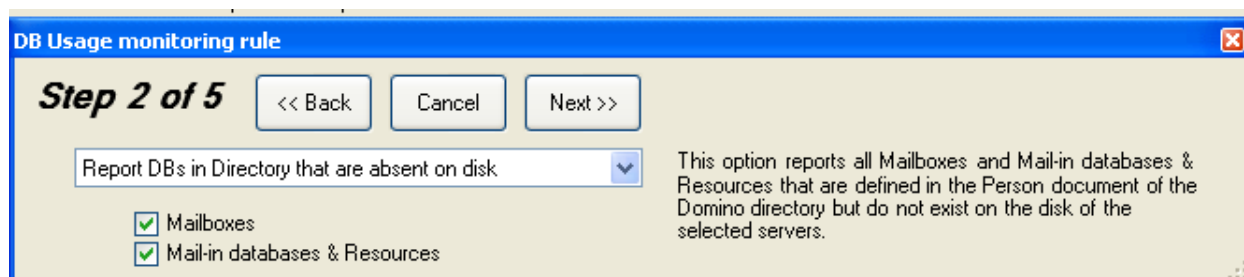 DB Usage monitoring rule
Step 2 of 5
<< Back
Cancel
Next >>
Report DBs in Directory that are absent on disk
This option reports all Mailboxes and Mail-in databases &
Resources that are defined in the Person document of the
Domino directory but do not exist on the disk of the
selected servers.
Mailboxes
Mail-in databases & Resources